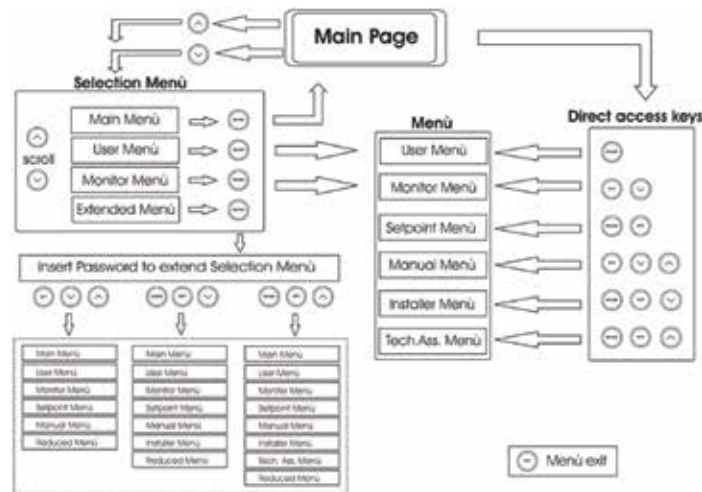 Main Page
Selection Menù
scroll
Main Menù
User Menù
Monitor Menù
Extended Menù
Menù
User Menù
Monitor Menù
Setpoint Menù
Manual Menù
Installer Menù
Tech.Ass. Menù
Direct access keys
Insert Password to extend Selection Menù
Main Menù
User Menù
Monitor Menù
Setpoint Menù
Manual Menù
Reduced Menù
Main Menù
User Menù
Monitor Menù
Setpoint Menù
Manual Menù
Installer Menù
Reduced Menù
Main Menù
User Menù
Monitor Menù
Setpoint Menù
Manual Menù
Installer Menù
Tech. Ass. Menù
Reduced Menù
Menù exit